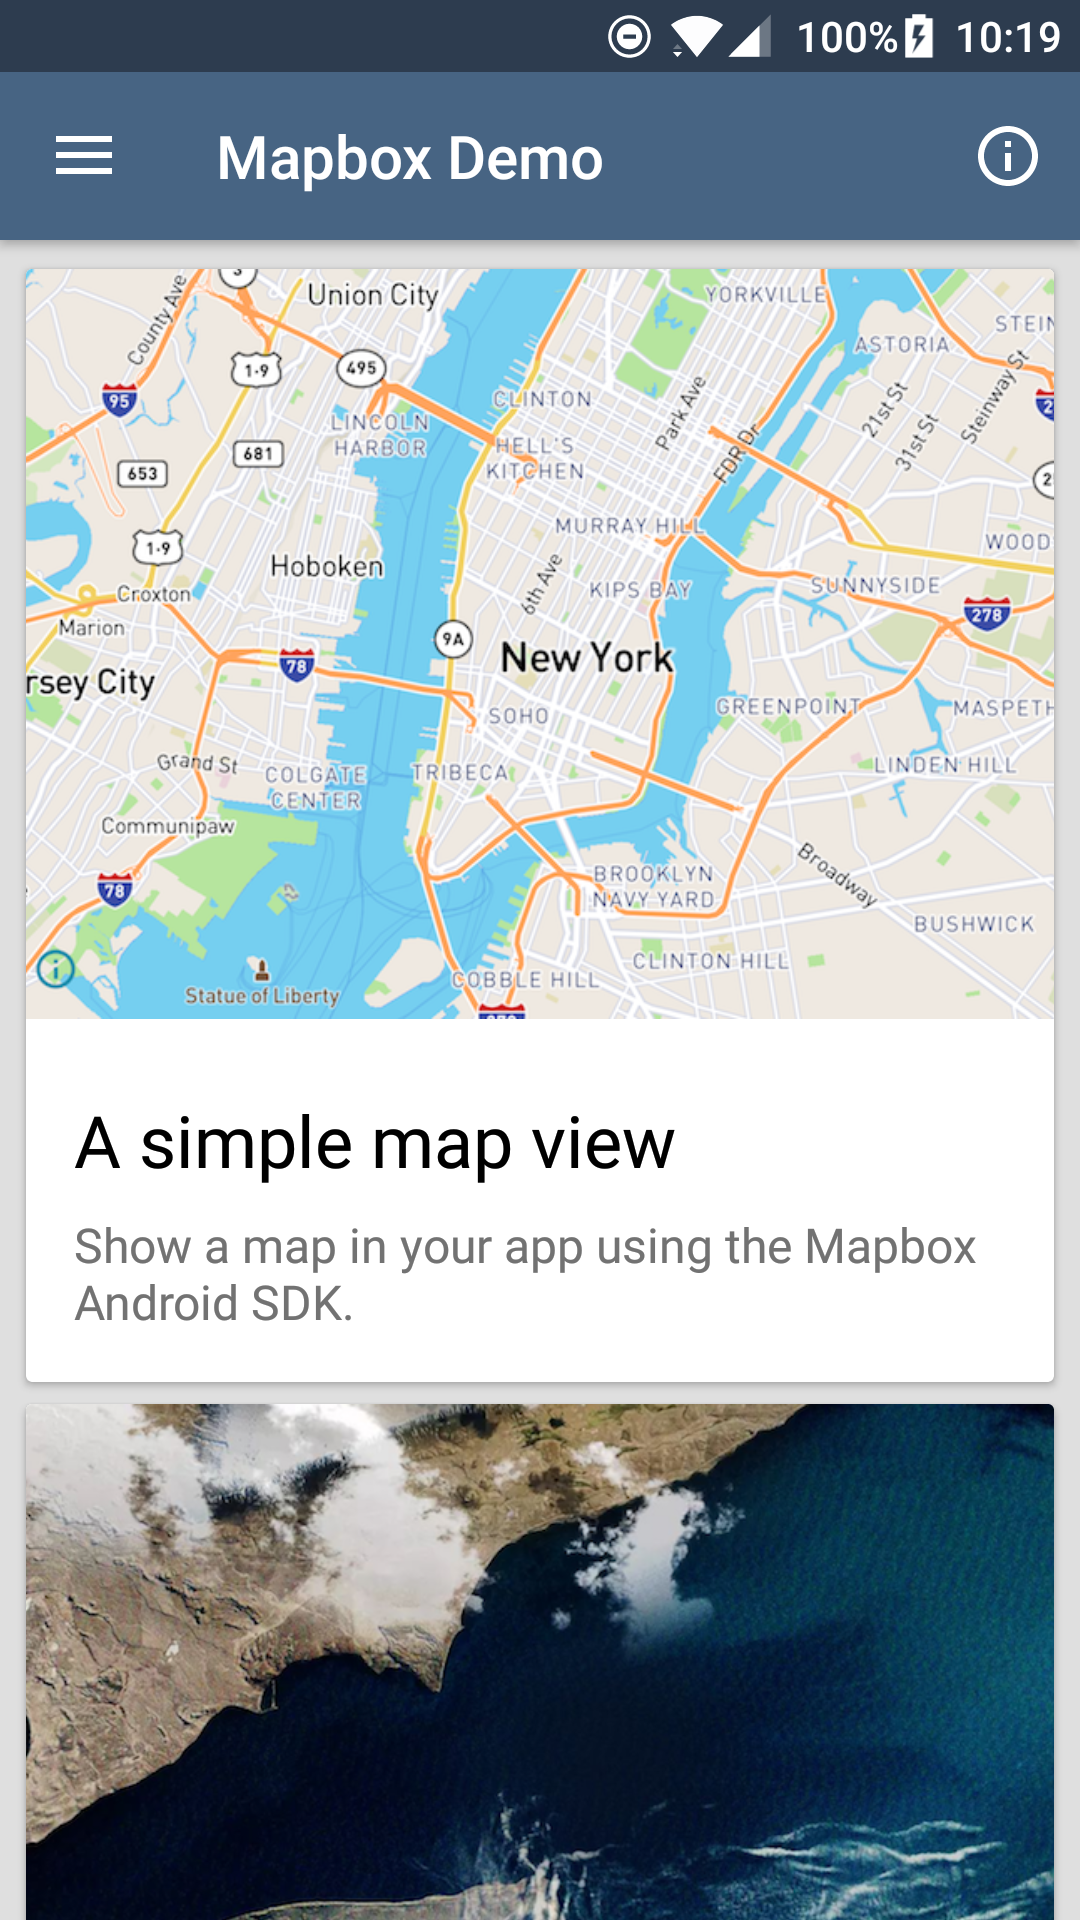 100% 10:19
Mapbox Demo
3
Union City
County Ave
YORKVILLE
STEIN
ASTORIA
1-9
495
95
CLINTON
Park Ave
21st St
31st St
Steinway St
2
LINCOLN
HARBOR
HELL'S
KITCHEN
FDR Dr
681
653
2
MURRAY HILL
1-9
WOOD
Hoboken
6th Ave
KIPS BAY
SUNNYSIDE
Croxton
278
Marion
9A
New York
78
rsey City
SOHO
GREENPOINT
MASPETH
Grand St
COLGATE
CENTER
TRIBECA
LINDEN HILL
Communipaw
Broadway
78
BROOKLYN
NAVY YARD
BUSHWICK
CLINTON HILL
COBBLE HILL
Statue of Liberty
A simple map view
Show a map in your app using the Mapbox
Android SDK.